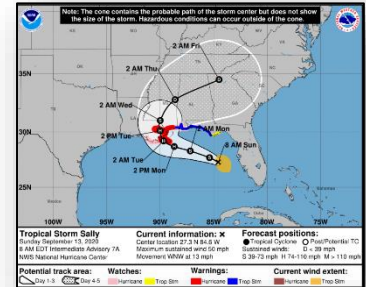 Note: The cone contains the probable path of the storm center but does not show
the size of the storm. Hazardous conditions can occur outside of the cone.
2 AM Fri
35N
2 AM Thu
2 AM Wed
30N
2 PM Tue
2 AM Mon
8 AM Sun
2 AM Tue
2 PM Mon
25N
100W 95W 90W 85W 80W 75W
Tropical Storm Sally
Sunday September 13, 2020
8 AM EDT Intermediate Advisory 7A
NWS National Hurricane Center
Current information: x
Center location 27.3 N 84.6 W
Maximum sustained wind 50 mph
Movement WNW at 13 mph
Forecast positions:
Tropical Cyclone Post/Potential TC
Sustained winds: D < 39 mph
S 39-73 mph H 74-110 mph M > 110 mph
Potential track area:
Day 1-3 Day 4-5
Watches:
Hurricane Trop Stm
Warnings:
Hurricane Trop Stm
Current wind extent:
Hurricane Trop Stm